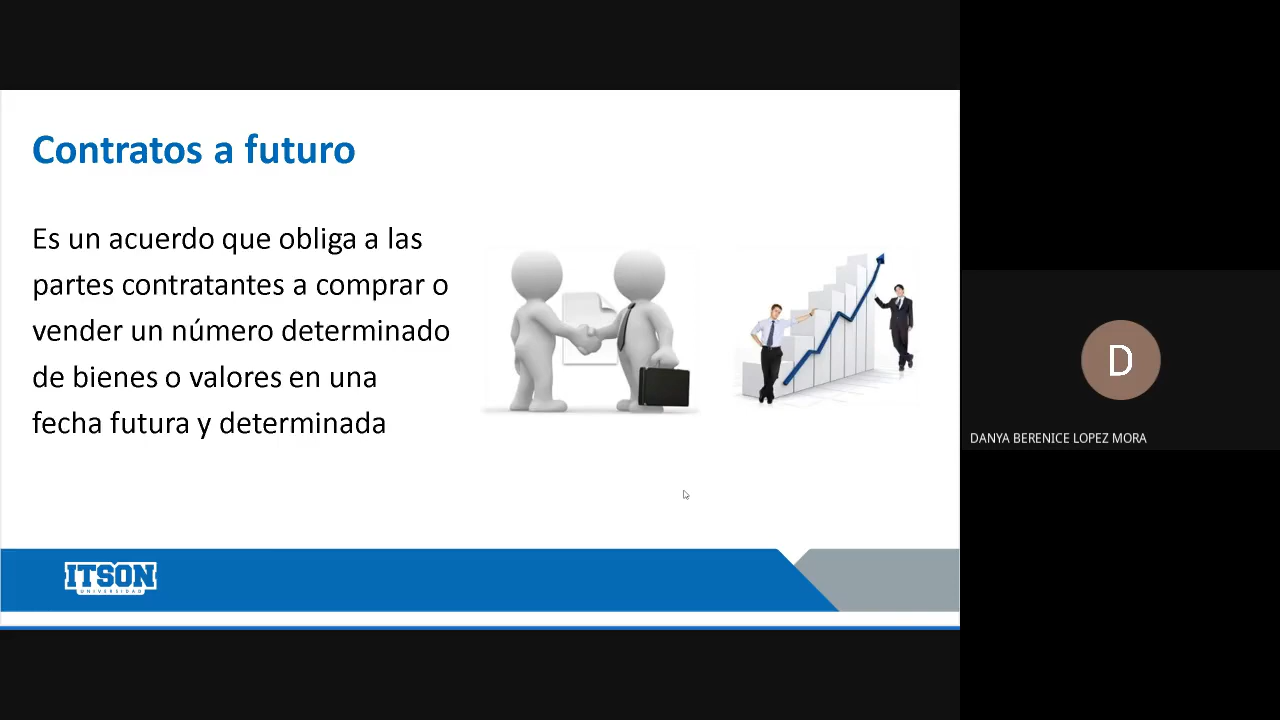 Contratos a futuro
Es un acuerdo que obliga a las
partes contratantes a comprar o
vender un número determinado
de bienes o valores en una
fecha futura y determinada
ITSON
UNIVERSIDAD
D
DANYA BERENICE LOPEZ MORA